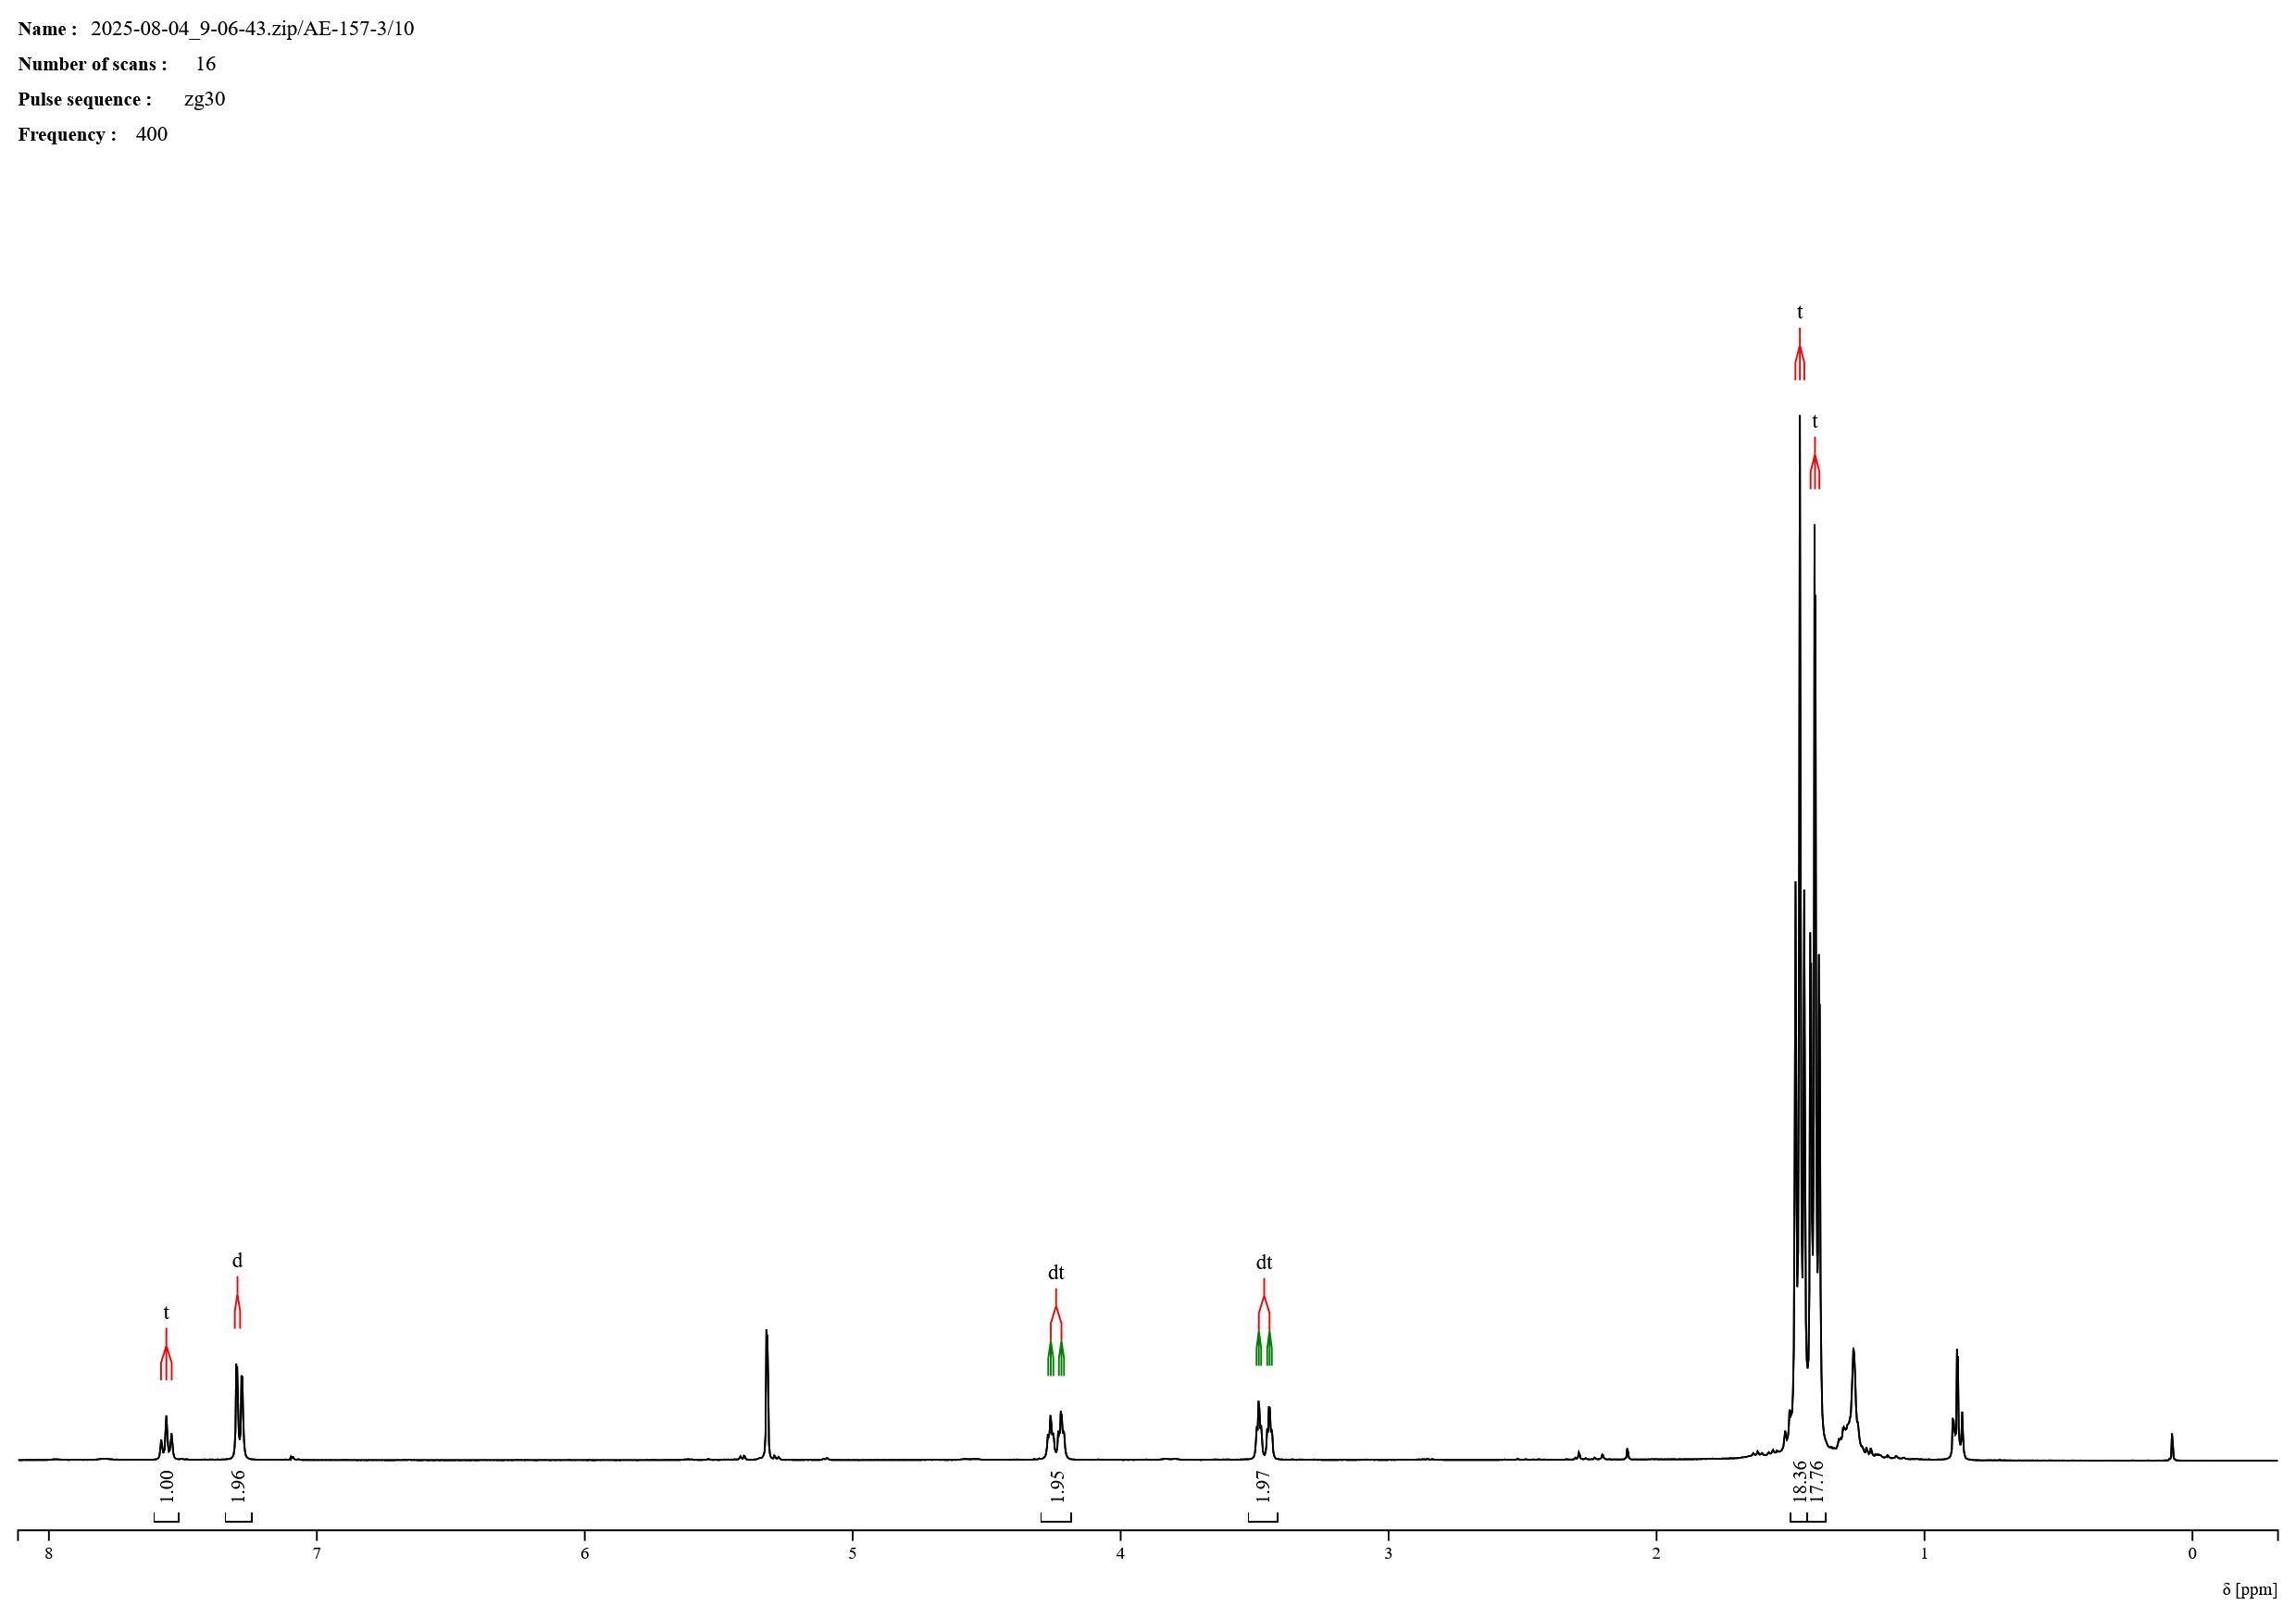 Name : 2025-08-04_9-06-43.zip/AE-157-3/10
Number of scans : 16
Pulse sequence : zg30
Frequency : 400
t
t
d
dt
dt
t
1.00
1.96
1.95
1.97
18.36
17.76
8 7 6 5 4 3 2 1 0
δ [ppm]